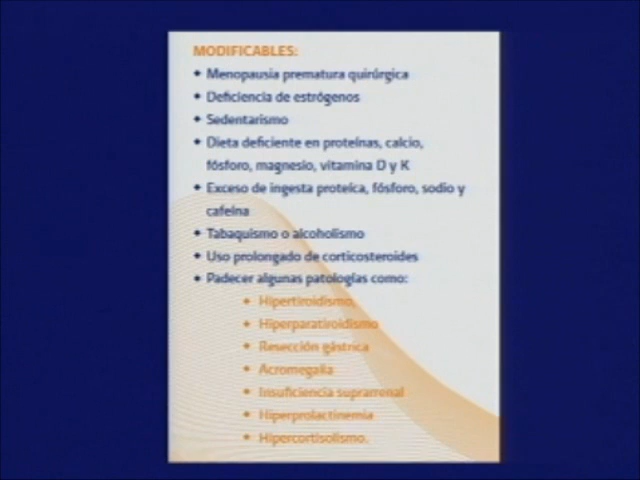 MODIFICABLES:
Menopausia prematura quirúrgica
Deficiencia de estrógenos
Sedentarismo
Dieta deficiente en proteínas, calcio,
fósforo, magnesio, vitamina D y K
Exceso de ingesta proteíca, fósforo, sodio y
cafeína
Tabaquismo o alcoholismo
Uso prolongado de corticosteroides
Padecer algunas patologías como:
Hipertiroidismo,
Hiperparatiroidismo
Resección gástrica
Acromegalia
Insuficiencia suprarrenal
Hiperprolactinemia
Hipercortisolismo.